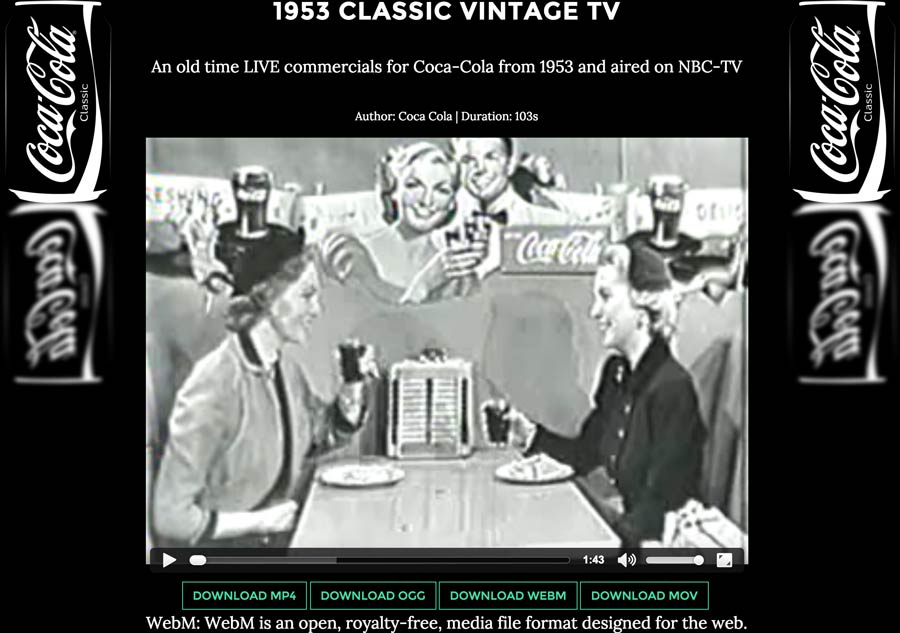 1953 CLASSIC VINTAGE TV
Coca-Cola
Classic
Coca-Cola
Classic
An old time LIVE commercials for Coca-Cola from 1953 and aired on NBC-TV
Author: Coca Cola | Duration: 103s
ESHING
DELIC
Coca-Cola
1:43
DOWNLOAD MP4 DOWNLOAD OGG DOWNLOAD WEBM DOWNLOAD MOV
WebM: WebM is an open, royalty-free, media file format designed for the web.